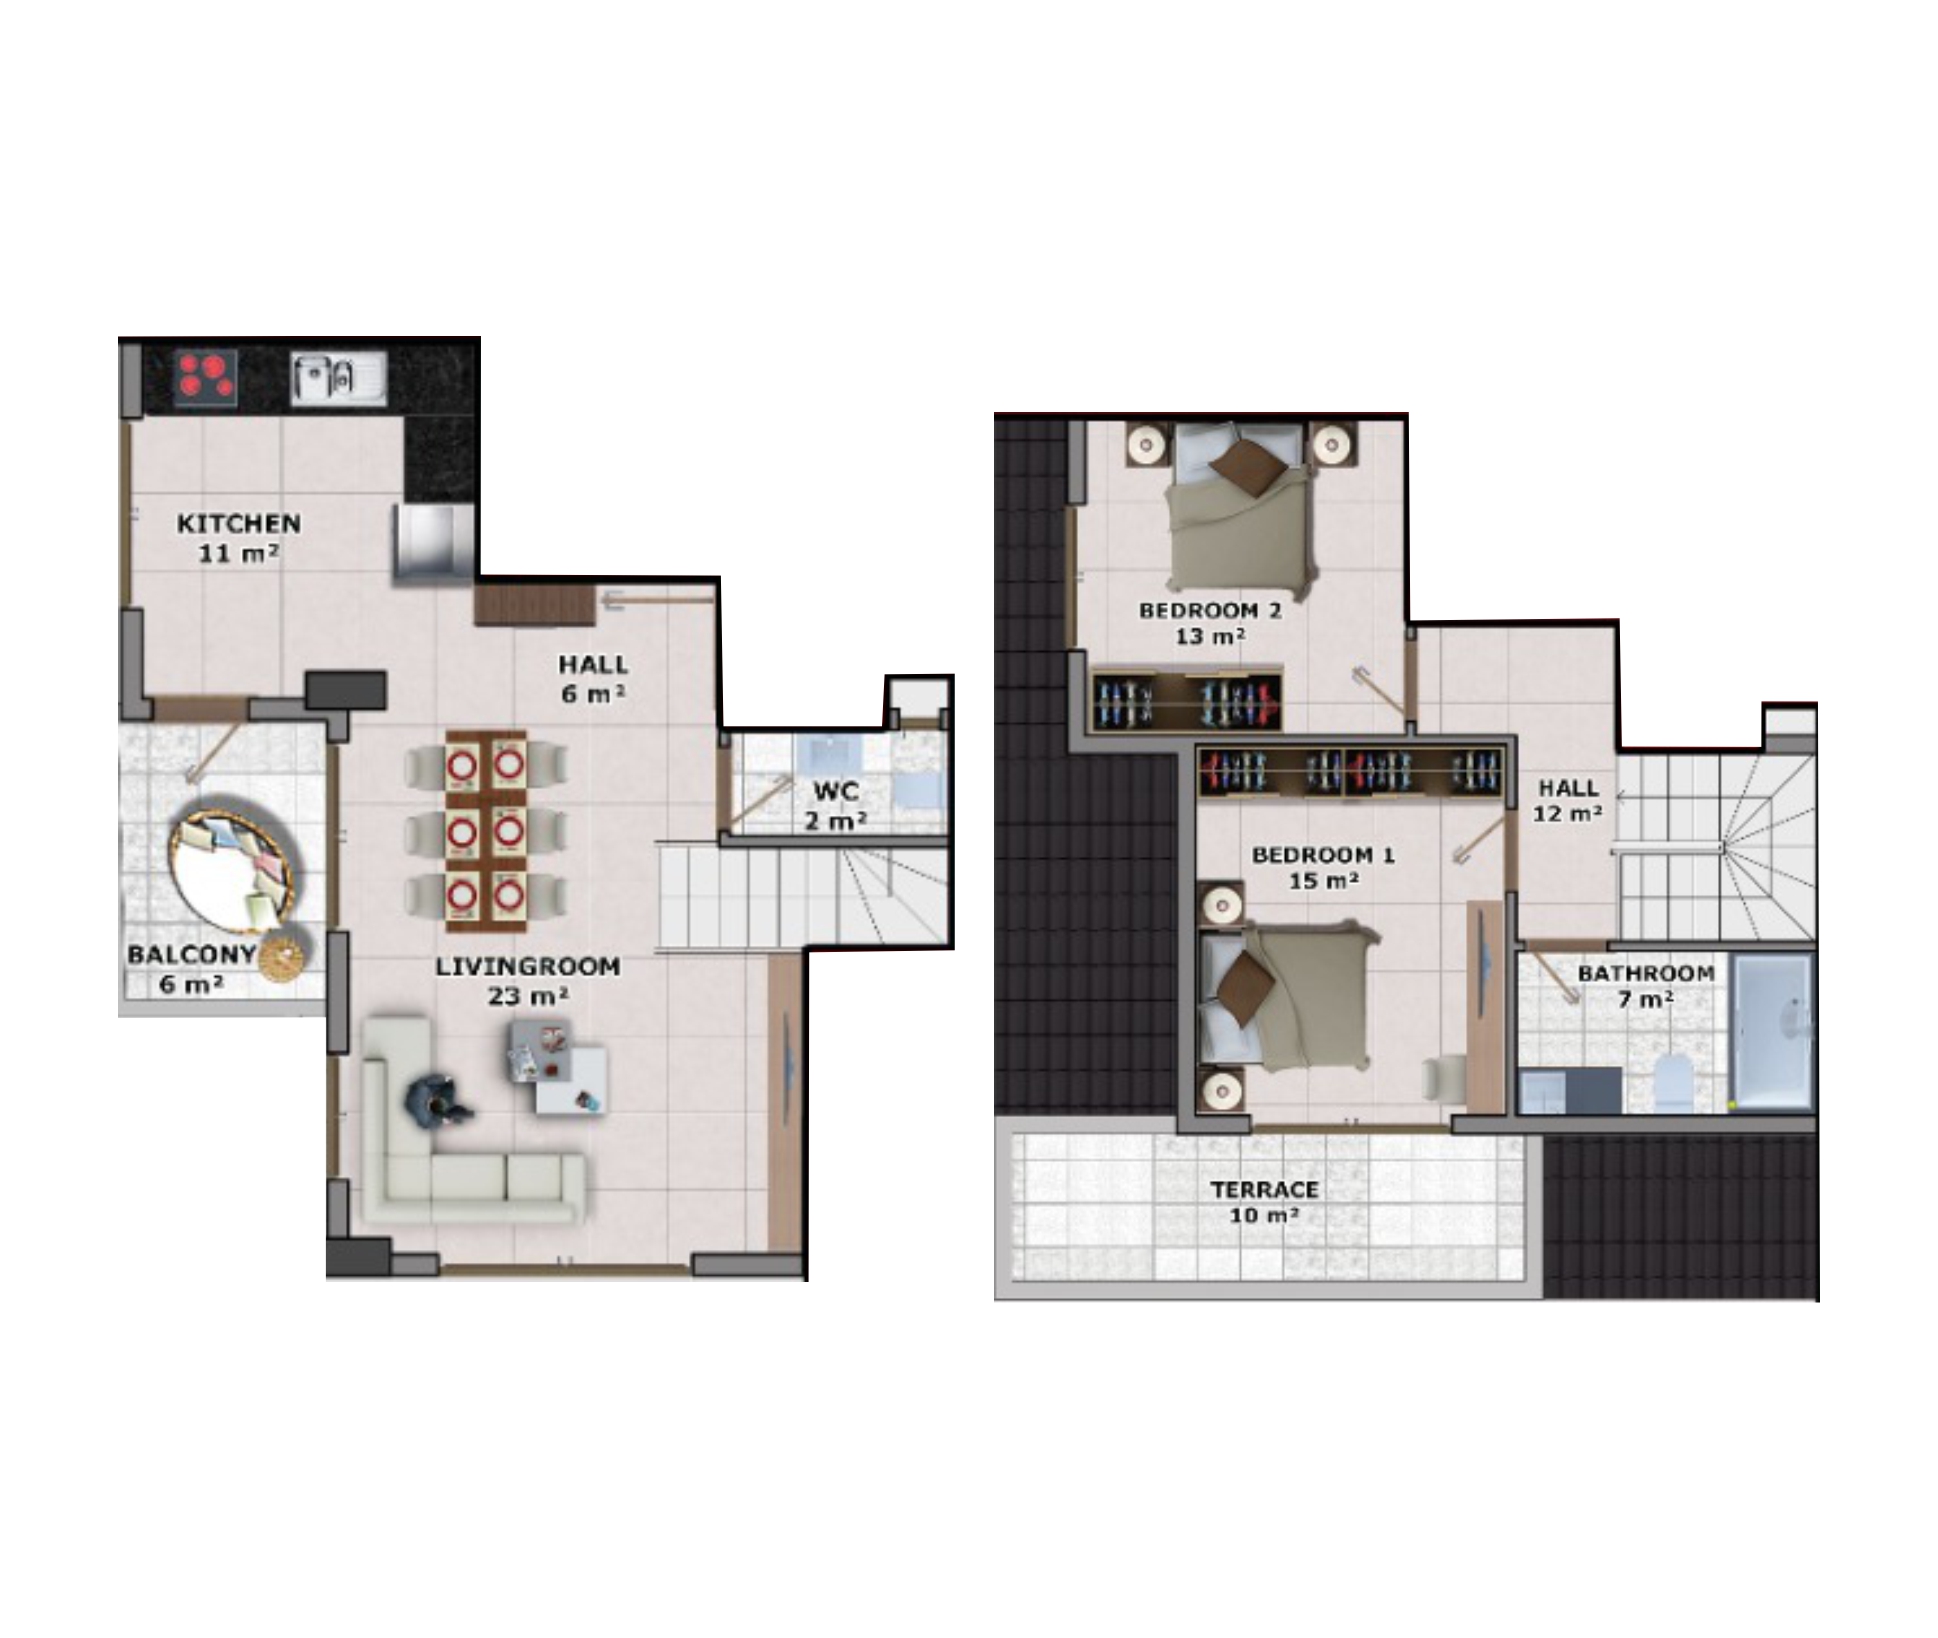 KITCHEN
11 m²
HALL
6 m²
WC
2 m²
BALCONY
6 m²
LIVINGROOM
23 m²
BEDROOM 2
13 m²
HALL
12 m²
BEDROOM 1
15 m²
BATHROOM
7 m²
TERRACE
10 m²